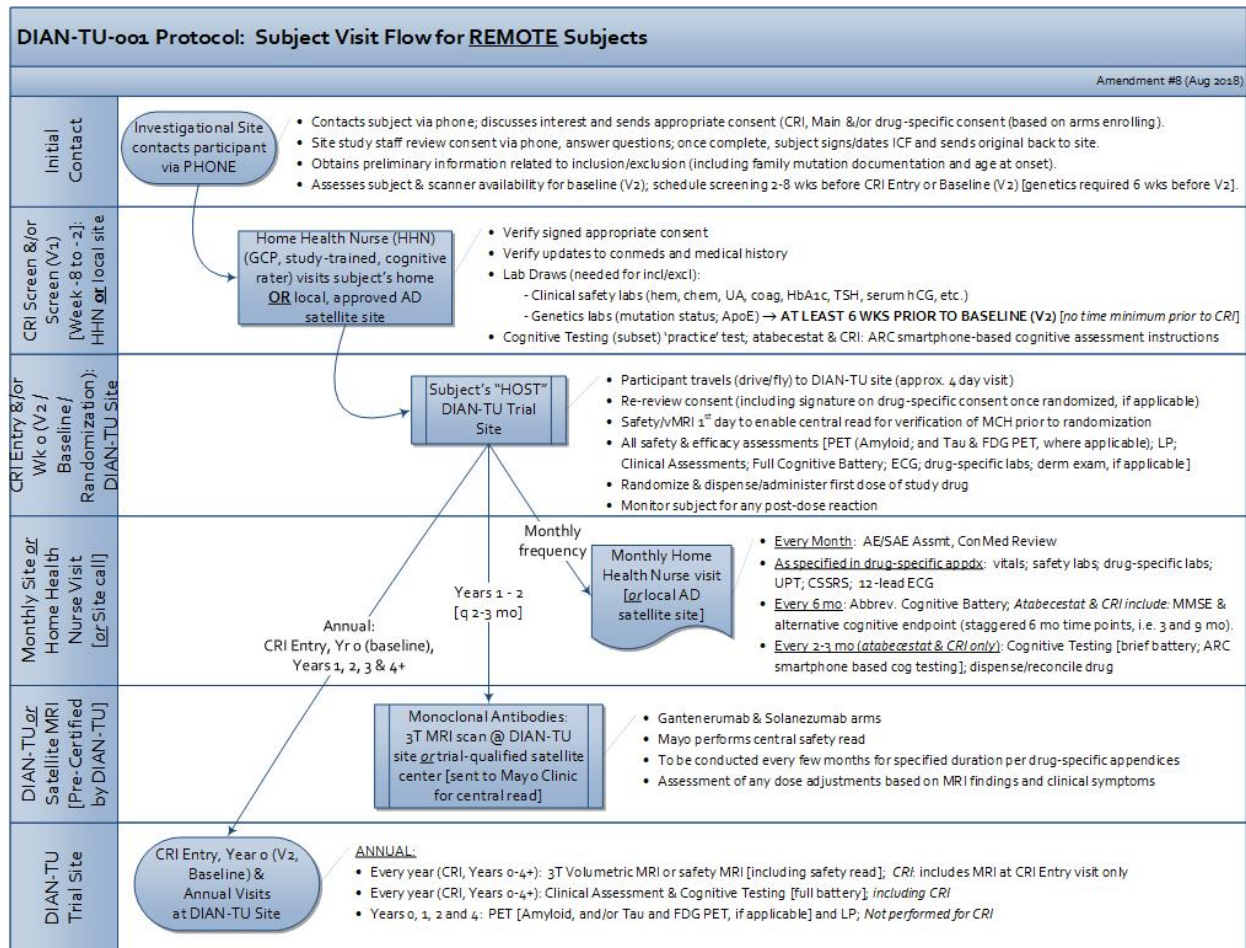 DIAN-TU-001 Protocol: Subject Visit Flow for REMOTE Subjects
Amendment #8 (Aug 2018)
Initial
Contact
Investigational Site
contacts participant
via PHONE
• Contacts subject via phone; discusses interest and sends appropriate consent (CRI, Main &/or drug-specific consent (based on arms enrolling).
• Site study staff review consent via phone, answer questions; once complete, subject signs/dates ICF and sends original back to site.
• Obtains preliminary information related to inclusion/exclusion (including family mutation documentation and age at onset).
• Assesses subject & scanner availability for baseline (V2); schedule screening 2-8 wks before CRI Entry or Baseline (V2) [genetics required 6 wks before V2].
CRI Screen &/or
Screen (V1)
[Week -8 to -2]:
HHN or local site
Home Health Nurse (HHN)
(GCP, study-trained, cognitive
rater) visits subject's home
OR local, approved AD
satellite site
• Verify signed appropriate consent
• Verify updates to conmeds and medical history
• Lab Draws (needed for incl/excl):
- Clinical safety labs (hem, chem, UA, coag, HbA1c, TSH, serum hCG, etc.)
- Genetics labs (mutation status; ApoE) → AT LEAST 6 WKS PRIOR TO BASELINE (V2) [no time minimum prior to CRI]
• Cognitive Testing (subset) 'practice' test; atabecestat & CRI: ARC smartphone-based cognitive assessment instructions
CRI Entry &/or
Wk 0 (V2 /
Baseline /
Randomization):
DIAN-TU Site
Subject's "HOST"
DIAN-TU Trial
Site
• Participant travels (drive/fly) to DIAN-TU site (approx. 4 day visit)
• Re-review consent (including signature on drug-specific consent once randomized, if applicable)
• Safety/vMRI 1st day to enable central read for verification of MCH prior to randomization
• All safety & efficacy assessments [PET (Amyloid; and Tau & FDG PET, where applicable); LP;
Clinical Assessments; Full Cognitive Battery; ECG; drug-specific labs; derm exam, if applicable]
• Randomize & dispense/administer first dose of study drug
• Monitor subject for any post-dose reaction
Monthly Site or
Home Health
Nurse Visit
[or Site call]
Annual:
CRI Entry, Yr 0 (baseline),
Years 1, 2, 3 & 4+
Years 1 - 2
[q 2-3 mo]
Monthly
frequency
Monthly Home
Health Nurse visit
[or local AD
satellite site]
• Every Month: AE/SAE Assmt, ConMed Review
• As specified in drug-specific appdx: vitals; safety labs; drug-specific labs;
UPT; CSSRS; 12-lead ECG
• Every 6 mo: Abbrev. Cognitive Battery; Atabecestat & CRI include: MMSE &
alternative cognitive endpoint (staggered 6 mo time points, i.e. 3 and 9 mo).
• Every 2-3 mo (atabecestat & CRI only): Cognitive Testing [brief battery; ARC
smartphone based cog testing]; dispense/reconcile drug
DIAN-TU or
Satellite MRI
[Pre-Certified
by DIAN-TU]
Monoclonal Antibodies:
3T MRI scan @ DIAN-TU
site or trial-qualified satellite
center [sent to Mayo Clinic
for central read]
• Gantenerumab & Solanezumab arms
• Mayo performs central safety read
• To be conducted every few months for specified duration per drug-specific appendices
• Assessment of any dose adjustments based on MRI findings and clinical symptoms
DIAN-TU
Trial Site
CRI Entry, Year 0 (V2,
Baseline) &
Annual Visits
at DIAN-TU Site
ANNUAL:
• Every year (CRI, Years 0-4+): 3T Volumetric MRI or safety MRI [including safety read]; CRI: includes MRI at CRI Entry visit only
• Every year (CRI, Years 0-4+): Clinical Assessment & Cognitive Testing [full battery]; including CRI
• Years 0, 1, 2 and 4: PET [Amyloid, and/or Tau and FDG PET, if applicable] and LP; Not performed for CRI